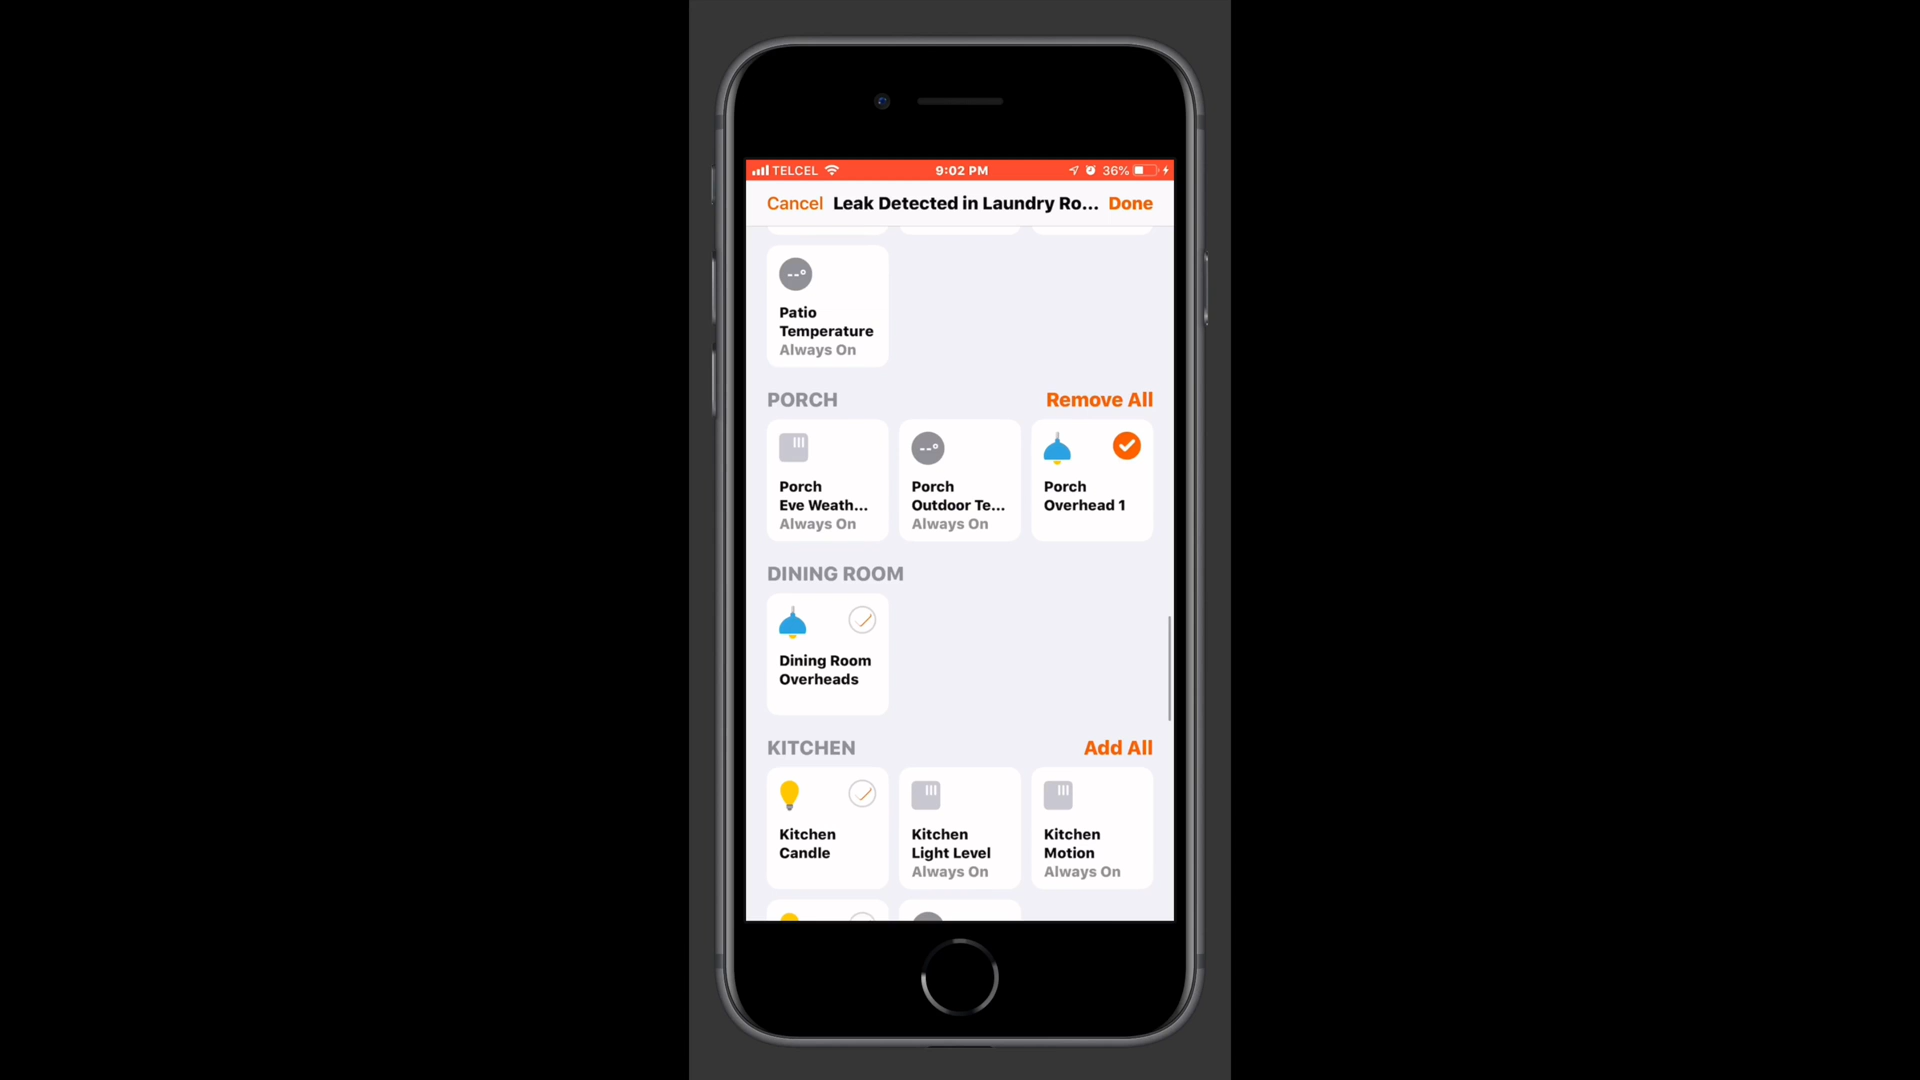 TELCEL 9:02 PM 36%
Cancel Leak Detected in Laundry Ro... Done
Patio
Temperature
Always On
PORCH Remove All
Porch
Eve Weath...
Always On
Porch
Outdoor Te...
Always On
Porch
Overhead 1
DINING ROOM
Dining Room
Overheads
KITCHEN Add All
Kitchen
Candle
Kitchen
Light Level
Always On
Kitchen
Motion
Always On